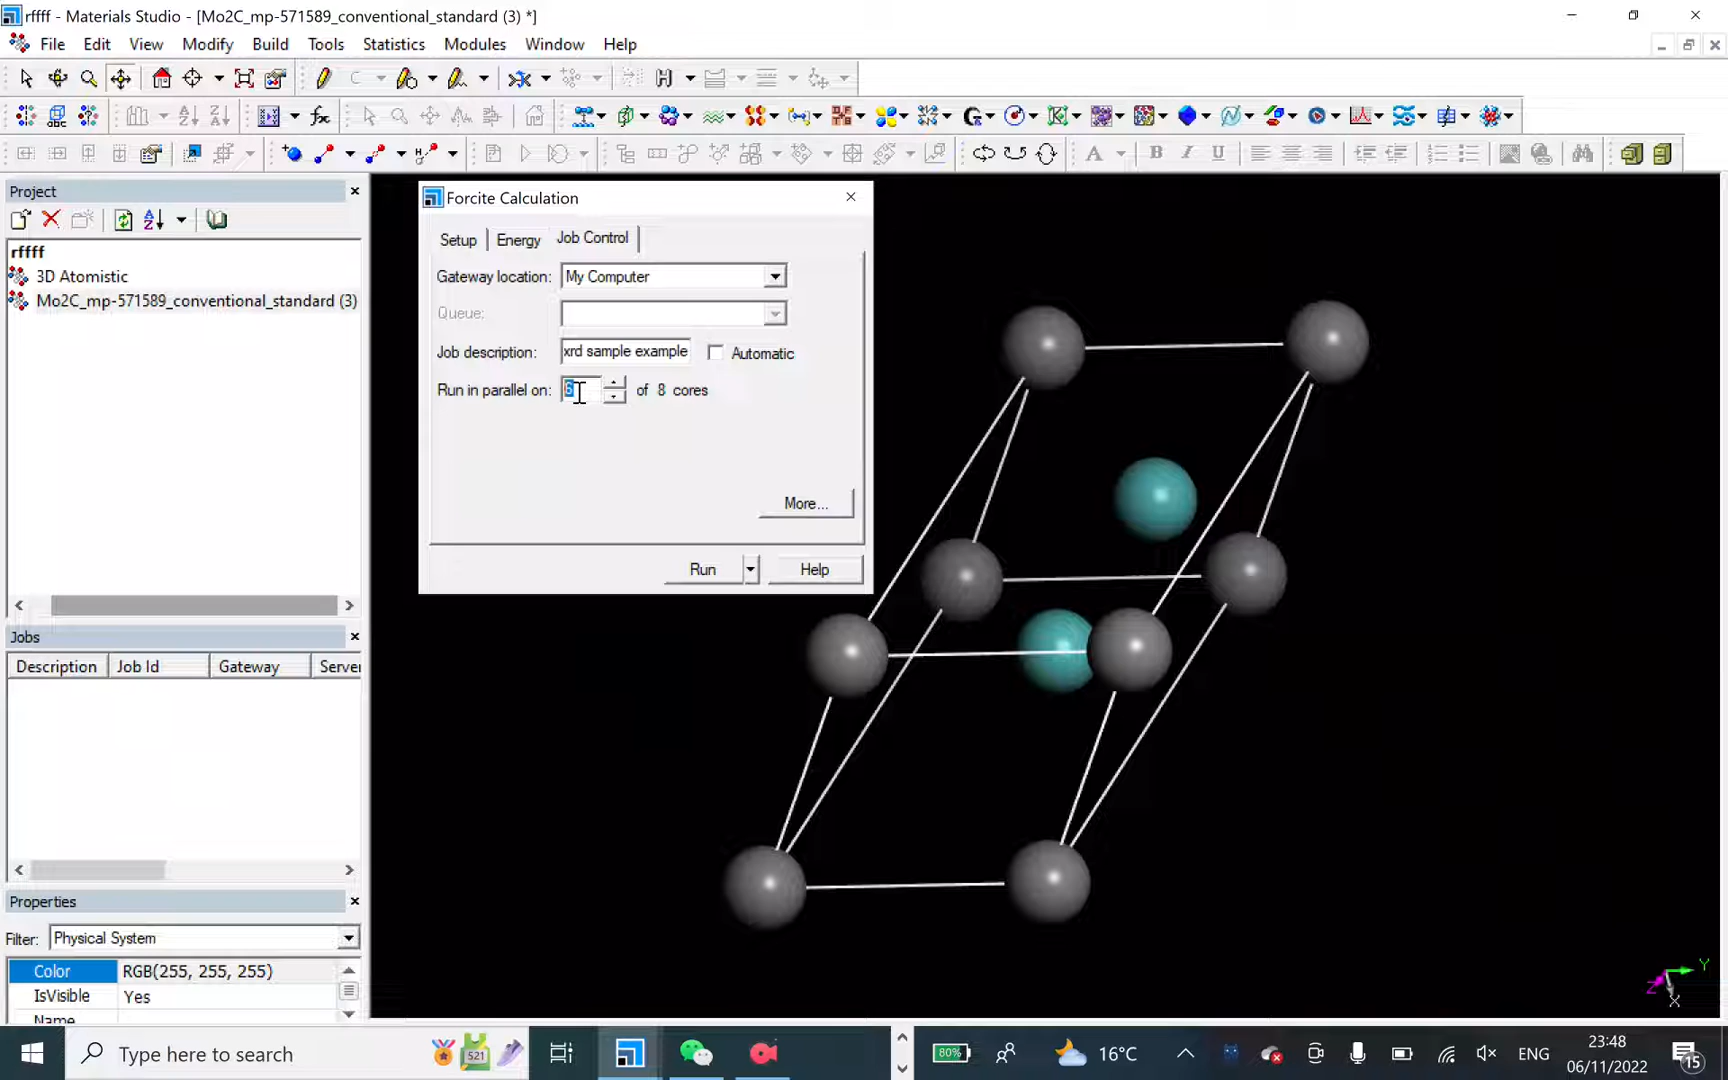 rffff - Materials Studio - [Mo2C_mp-571589_conventional_standard (3) *]
File Edit View Modify Build Tools Statistics Modules Window Help
Project
rffff
3D Atomistic
Mo2C_mp-571589_conventional_standard (3)
Forcite Calculation
Setup Energy Job Control
Gateway location: My Computer
Queue:
Job description: xrd sample example Automatic
Run in parallel on: 6 of 8 cores
More...
Run Help
Jobs
Description Job Id Gateway Server
Properties
Filter: Physical System
Color RGB(255, 255, 255)
IsVisible Yes
Name
Y
Z
X
Type here to search
521
80%
16°C
ENG
23:48
06/11/2022
15